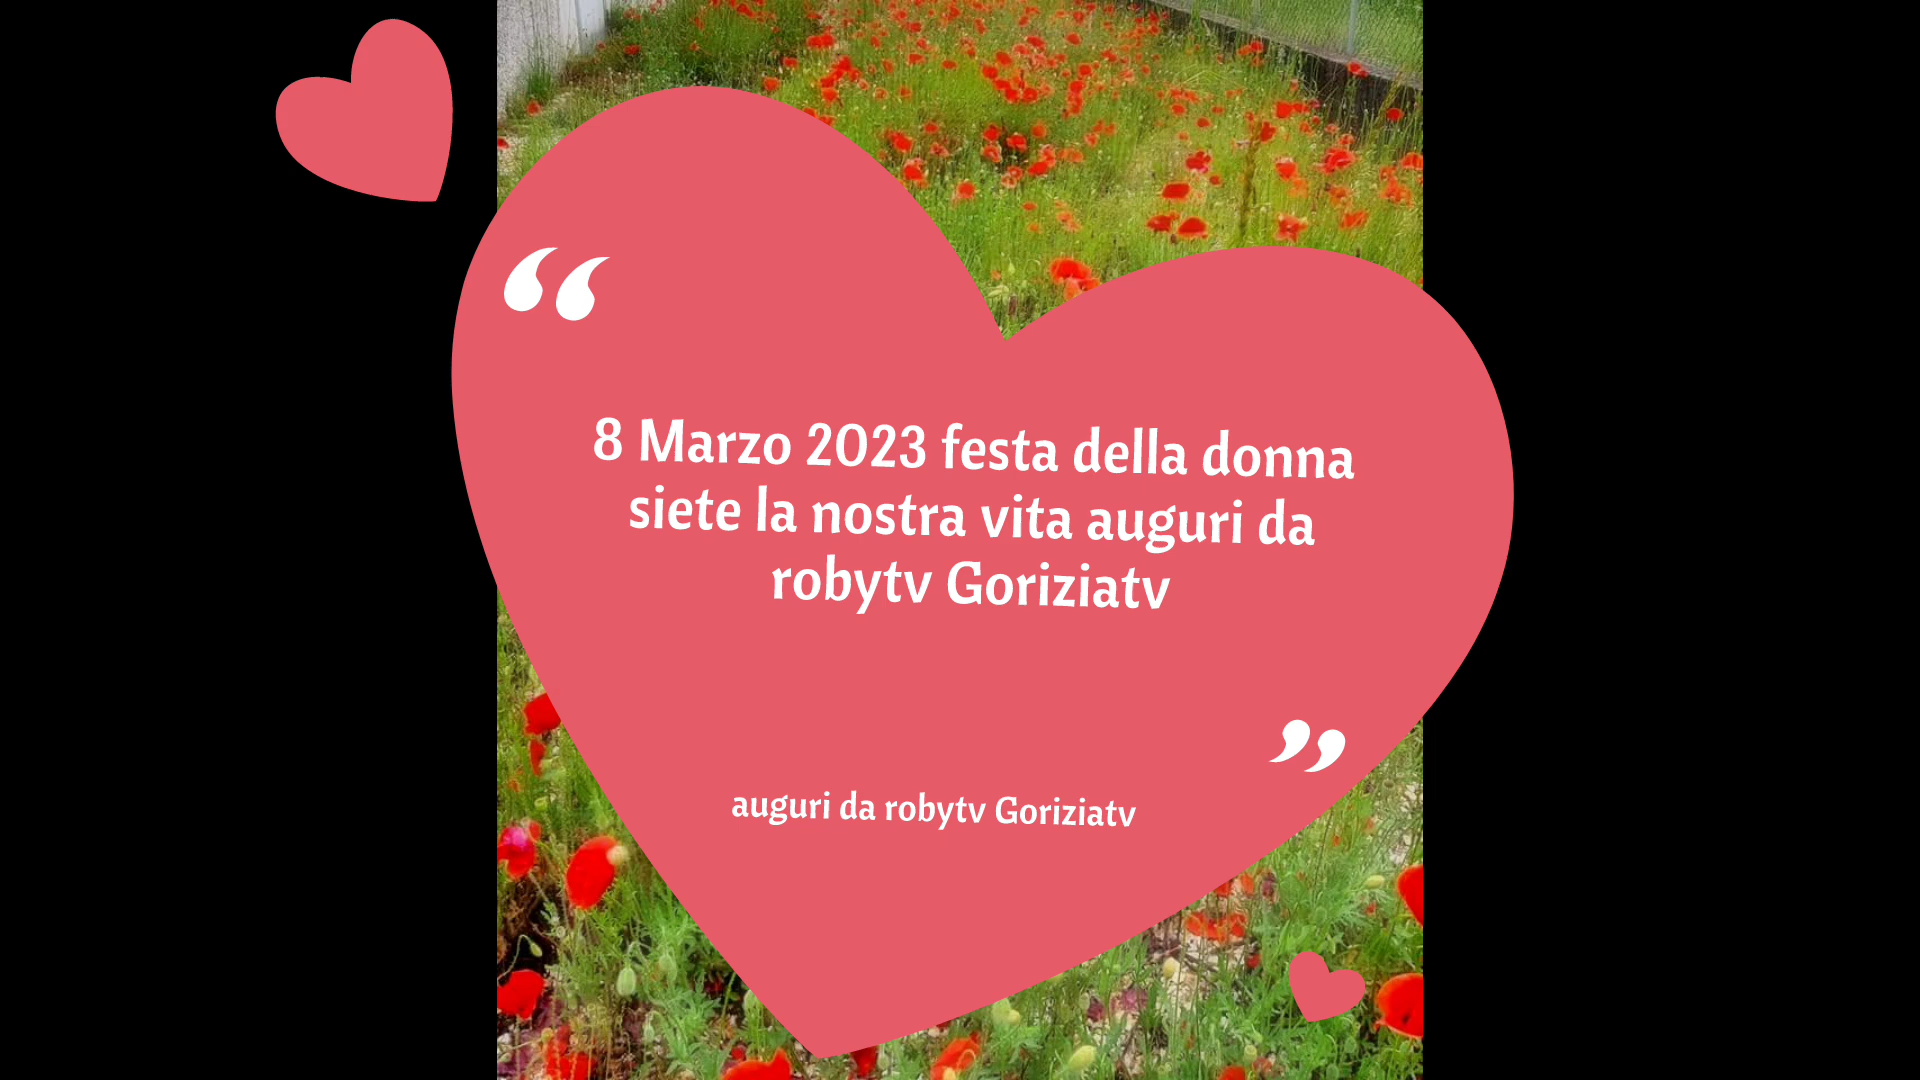 “
8 Marzo 2023 festa della donna
siete la nostra vita auguri da
robytv Goriziatv
”
auguri da robytv Goriziatv